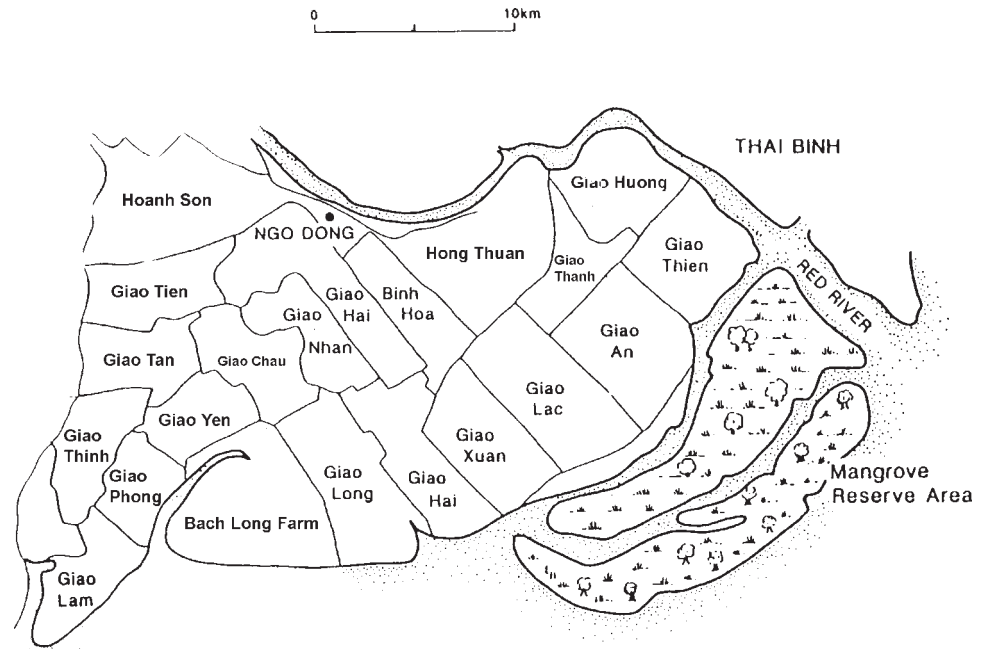 0 10km
THAI BINH
Giao Huong
Hoanh Son
NGO DONG
Hong Thuan
Giao
Thanh
Giao
Thien
RED RIVER
Giao Tien
Giao
Hai
Binh
Hoa
Giao
Nhan
Giao
An
Giao Tan
Giao Chau
Giao
Lac
Giao Yen
Giao
Thinh
Giao
Xuan
Giao
Phong
Giao
Long
Giao
Hai
Mangrove
Reserve Area
Bach Long Farm
Giao
Lam